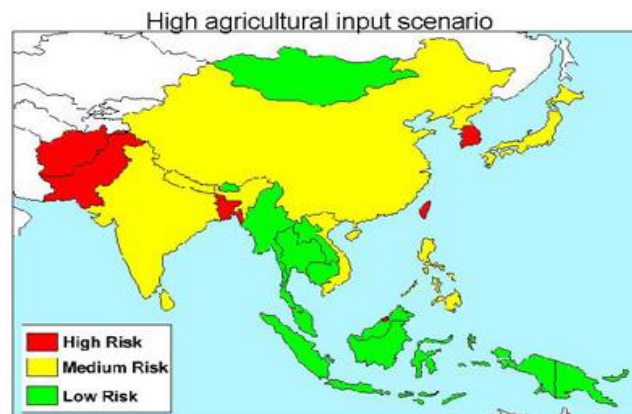 High agricultural input scenario
High Risk
Medium Risk
Low Risk